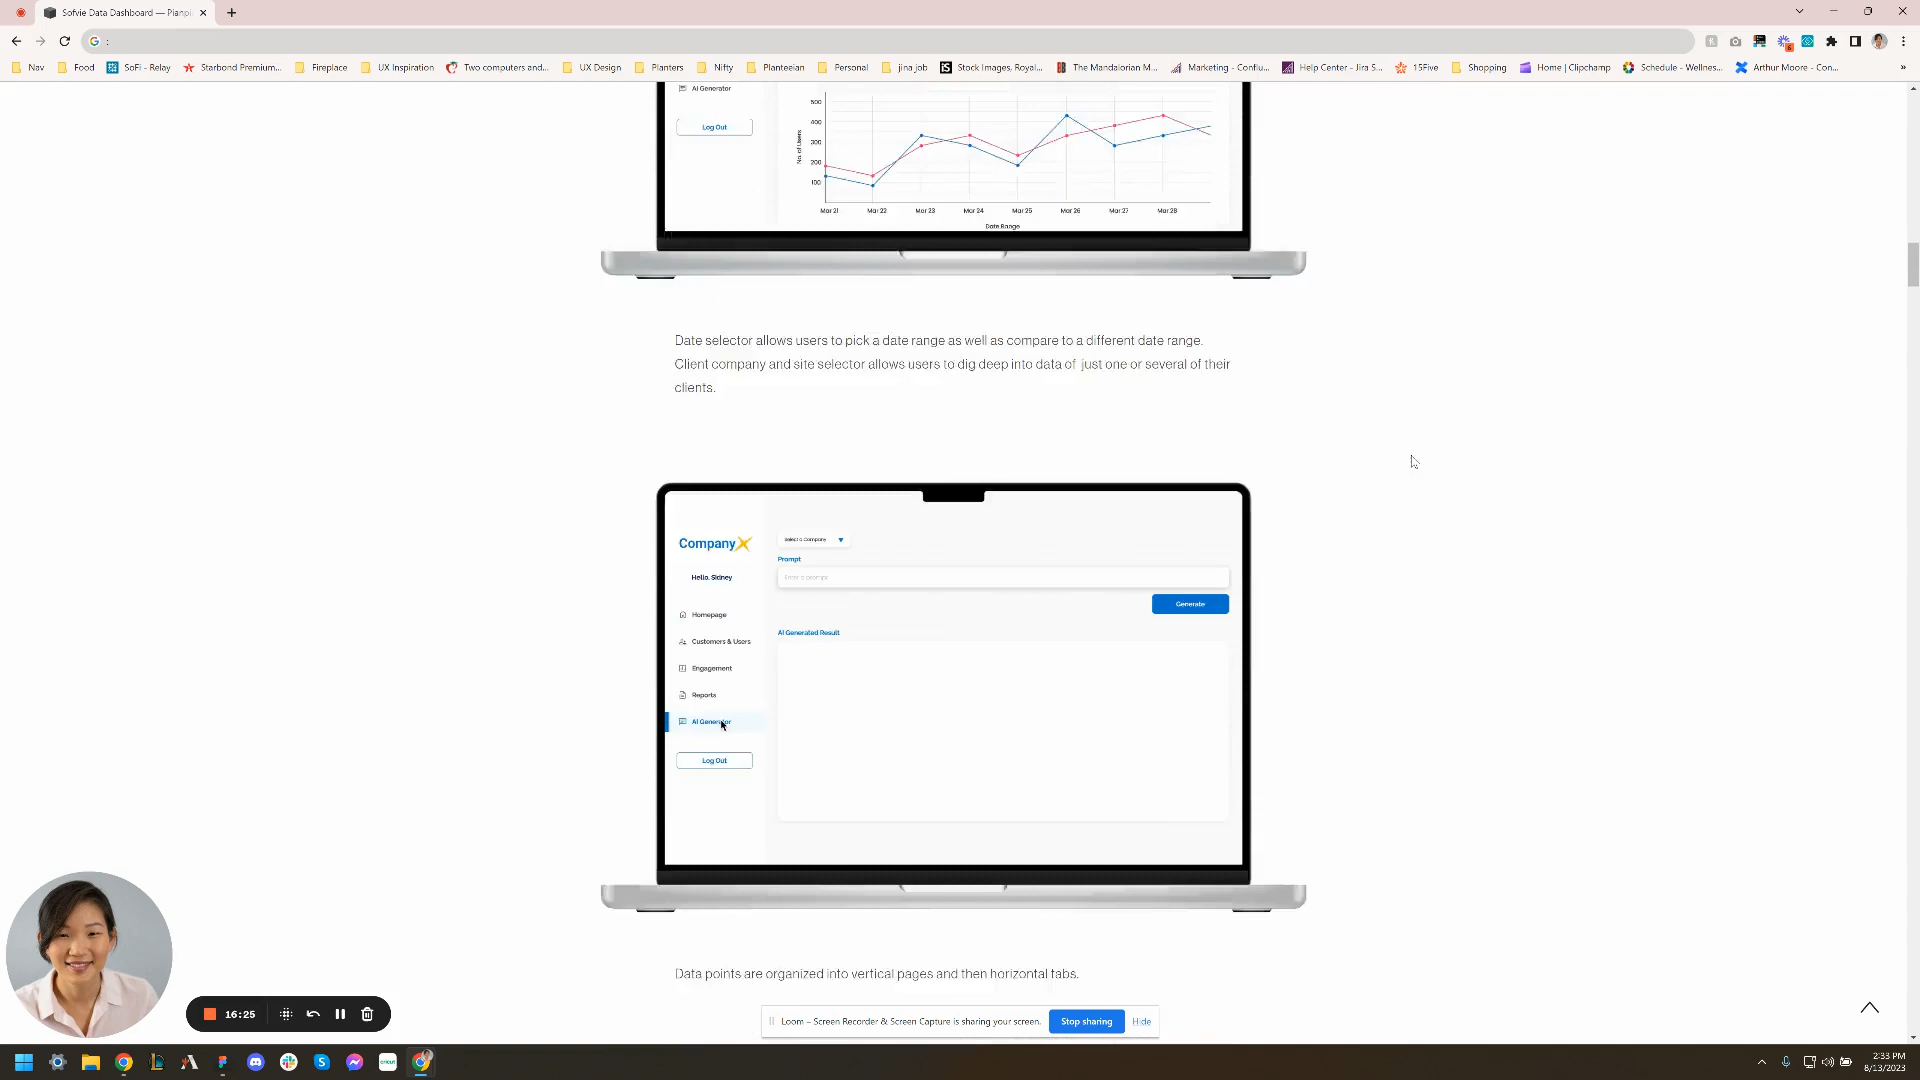 Sofvie Data Dashboard — Pianpi
:
Nav
Food
SoFi - Relay
Starbond Premium...
Fireplace
UX Inspiration
Two computers and...
UX Design
Planters
Nifty
Planteeian
Personal
jina job
Stock Images, Royal...
The Mandalorian M...
Marketing - Conflu...
Help Center - Jira S...
15Five
Shopping
Home | Clipchamp
Schedule - Wellnes...
Arthur Moore - Con...
»
AI Generator
Log Out
500
400
300
200
100
No. of Users
Mar 21
Mar 22
Mar 23
Mar 24
Mar 25
Mar 26
Mar 27
Mar 28
Date Range
Date selector allows users to pick a date range as well as compare to a different date range.
Client company and site selector allows users to dig deep into data of just one or several of their
clients.
CompanyX
Select a Company
Prompt
Enter a prompt
Hello, Sidney
Generate
Homepage
AI Generated Result
Customers & Users
Engagement
Reports
AI Generator
Log Out
Data points are organized into vertical pages and then horizontal tabs.
16:25
Loom – Screen Recorder & Screen Capture is sharing your screen.
Stop sharing
Hide
cricut
2:33 PM
8/13/2023